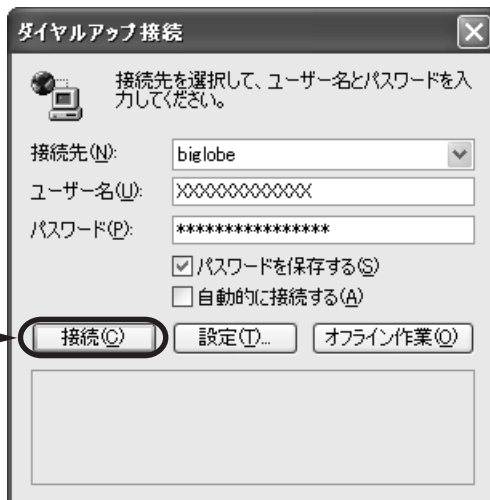 ダイヤルアップ接続
接続先を選択して、ユーザー名とパスワードを入
力してください。
接続先(N): biglobe
ユーザー名(U): XXXXXXXXXXXXX
パスワード(P): ****************
パスワードを保存する(S)
自動的に接続する(A)
接続(C) 設定(T)... オフライン作業(O)